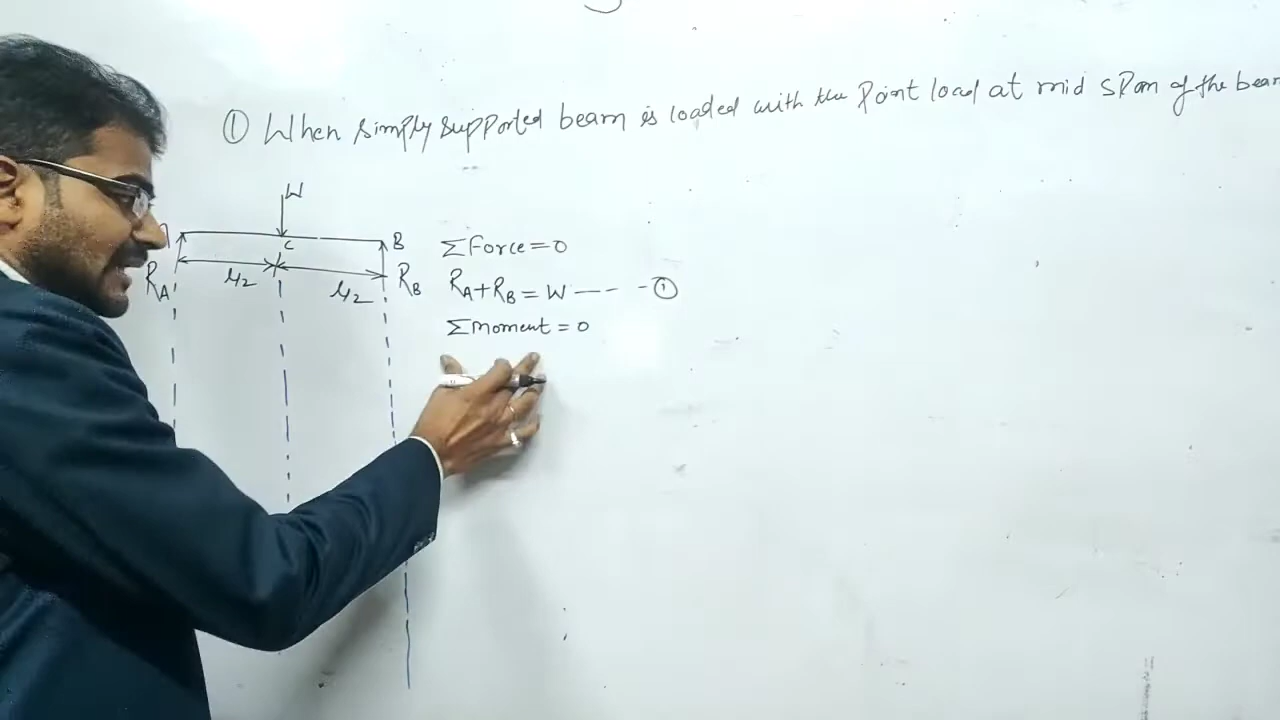 ① When simply supported beam is loaded with the Point load at mid span of the beam
W
C
B
L/2
L/2
R_A
R_B
ΣForce = 0
R_A + R_B = W --- - ①
Σmoment = 0